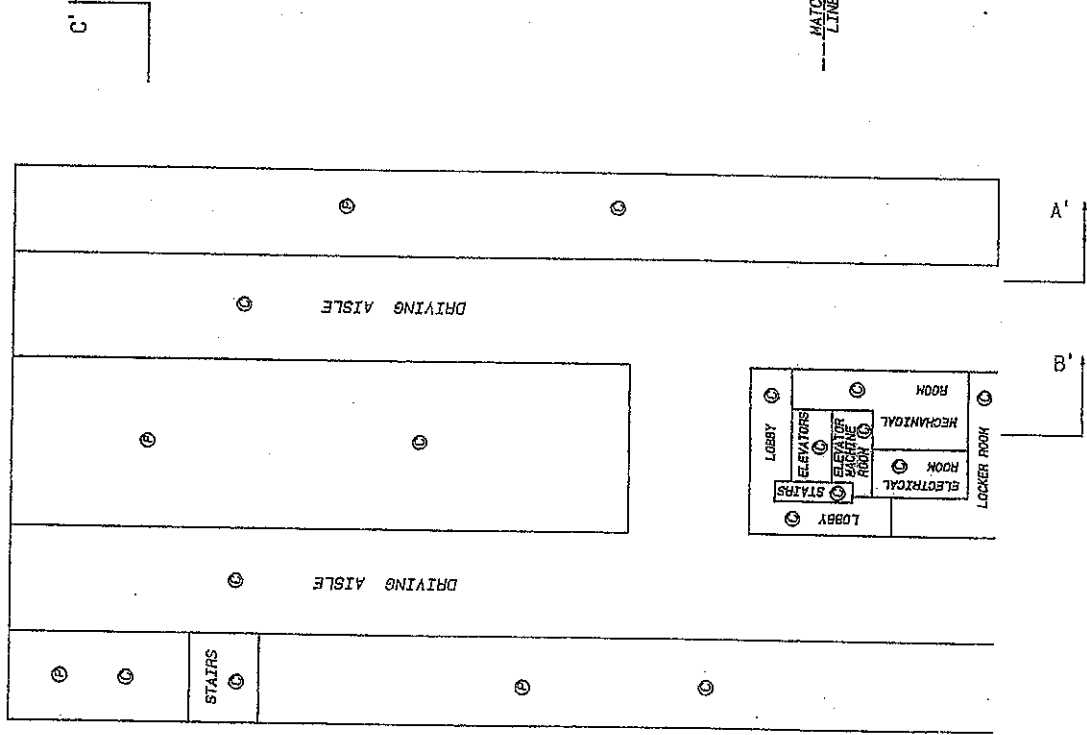 C'
MATC
LINE
P
C
A'
C
DRIVING AISLE
B'
P
C
LOBBY
C
ELEVATORS
C
ELEVATOR
MACHINE
ROOM
C
MECHANICAL
ROOM
C
STAIRS
C
ELECTRICAL
ROOM
C
LOBBY
C
LOCKER ROOM
C
C
DRIVING AISLE
P
C
STAIRS
C
P
C